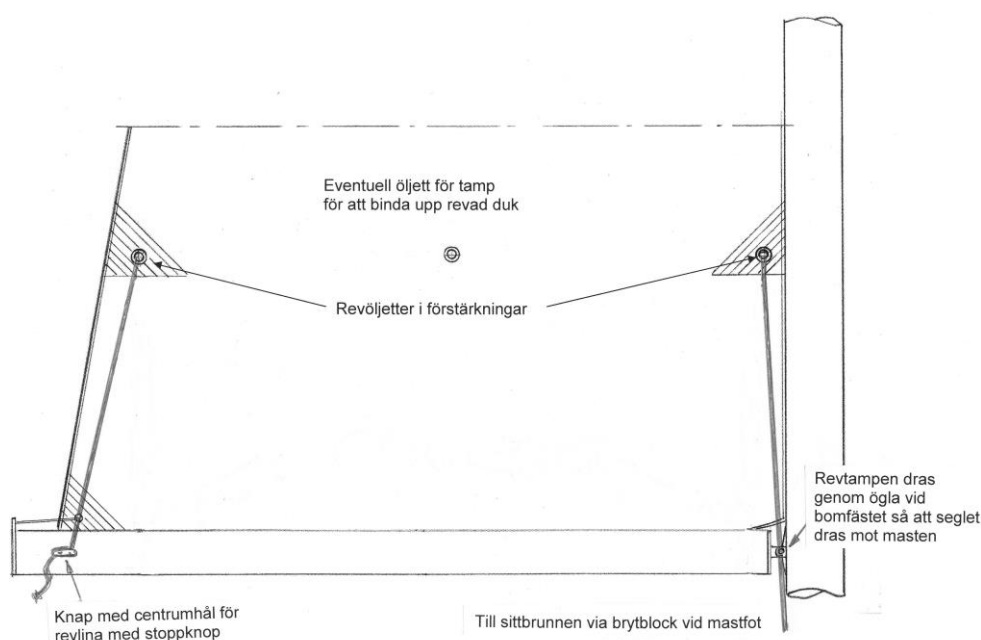 Eventuell öljett för tamp
för att binda upp revad duk
Revöljetter i förstärkningar
Revtampen dras
genom ögla vid
bomfästet så att seglet
dras mot masten
Knap med centrumhål för
revlina med stoppknop
Till sittbrunnen via brytblock vid mastfot